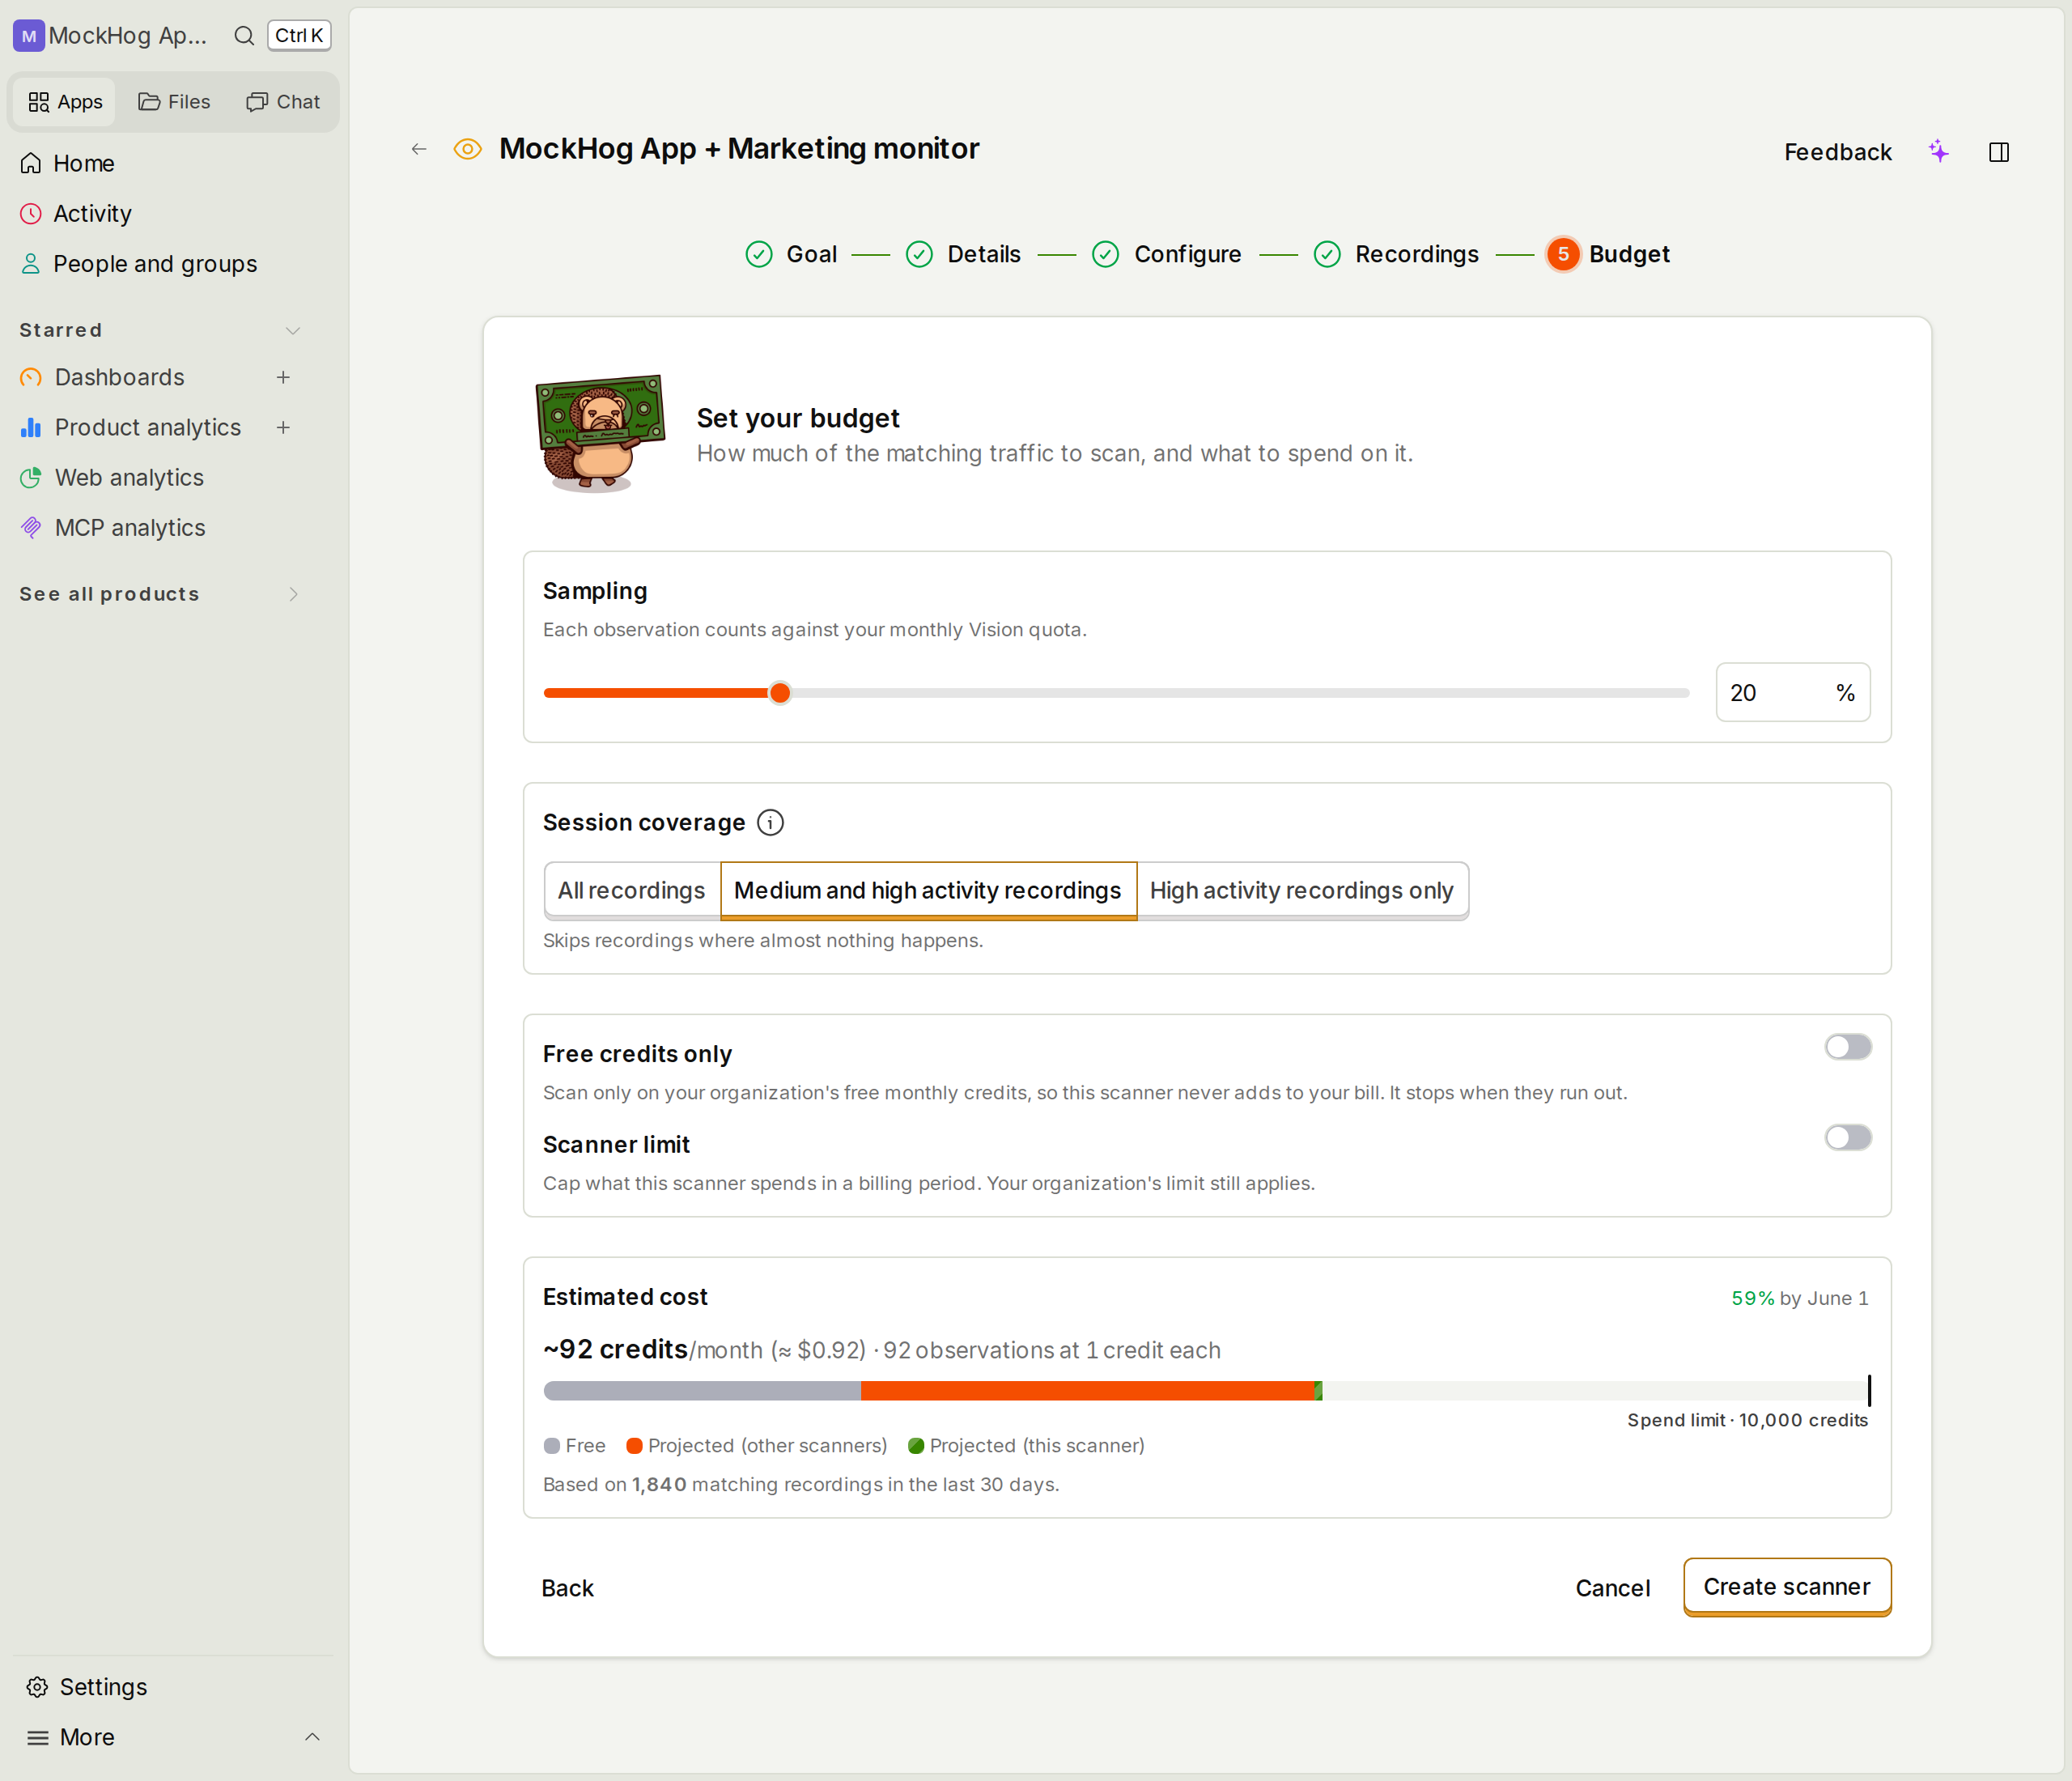 M MockHog Ap... Ctrl K
Apps Files Chat
Home
Activity
People and groups
Starred
Dashboards
Product analytics
Web analytics
MCP analytics
See all products
Settings
More
MockHog App + Marketing monitor
Feedback
Goal Details Configure Recordings 5 Budget
Set your budget
How much of the matching traffic to scan, and what to spend on it.
Sampling
Each observation counts against your monthly Vision quota.
20 %
Session coverage
All recordings Medium and high activity recordings High activity recordings only
Skips recordings where almost nothing happens.
Free credits only
Scan only on your organization's free monthly credits, so this scanner never adds to your bill. It stops when they run out.
Scanner limit
Cap what this scanner spends in a billing period. Your organization's limit still applies.
Estimated cost 59% by June 1
~92 credits/month (≈ $0.92) · 92 observations at 1 credit each
Spend limit · 10,000 credits
Free Projected (other scanners) Projected (this scanner)
Based on 1,840 matching recordings in the last 30 days.
Back Cancel Create scanner